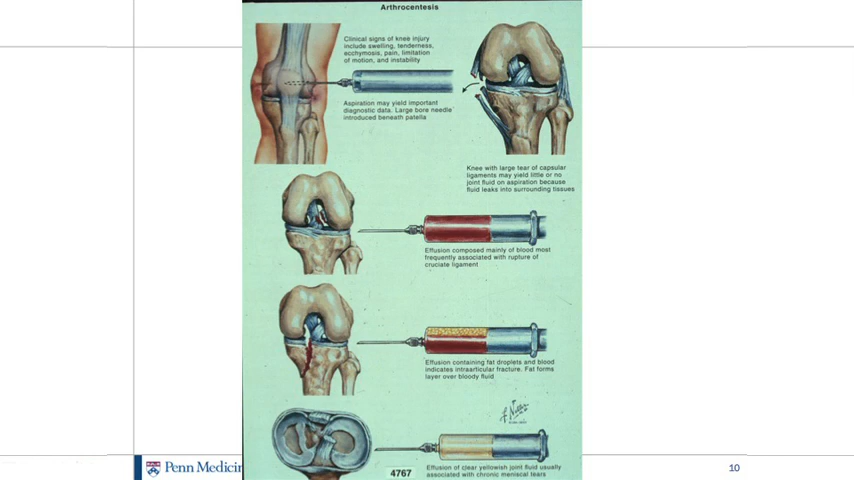 Arthrocentesis
Clinical signs of knee injury
include swelling, tenderness,
ecchymosis, pain, limitation
of motion, and instability
Aspiration may yield important
diagnostic data. Large bore needle
introduced beneath patella
Knee with large tear of capsular
ligaments may yield little or no
joint fluid on aspiration because
fluid leaks into surrounding tissues
Effusion composed mainly of blood most
frequently associated with rupture of
cruciate ligament
Effusion containing fat droplets and blood
indicates intraarticular fracture. Fat forms
layer over bloody fluid
F. Netter
Effusion of clear yellowish joint fluid usually
associated with chronic meniscal tears
4767
Penn Medicin
10